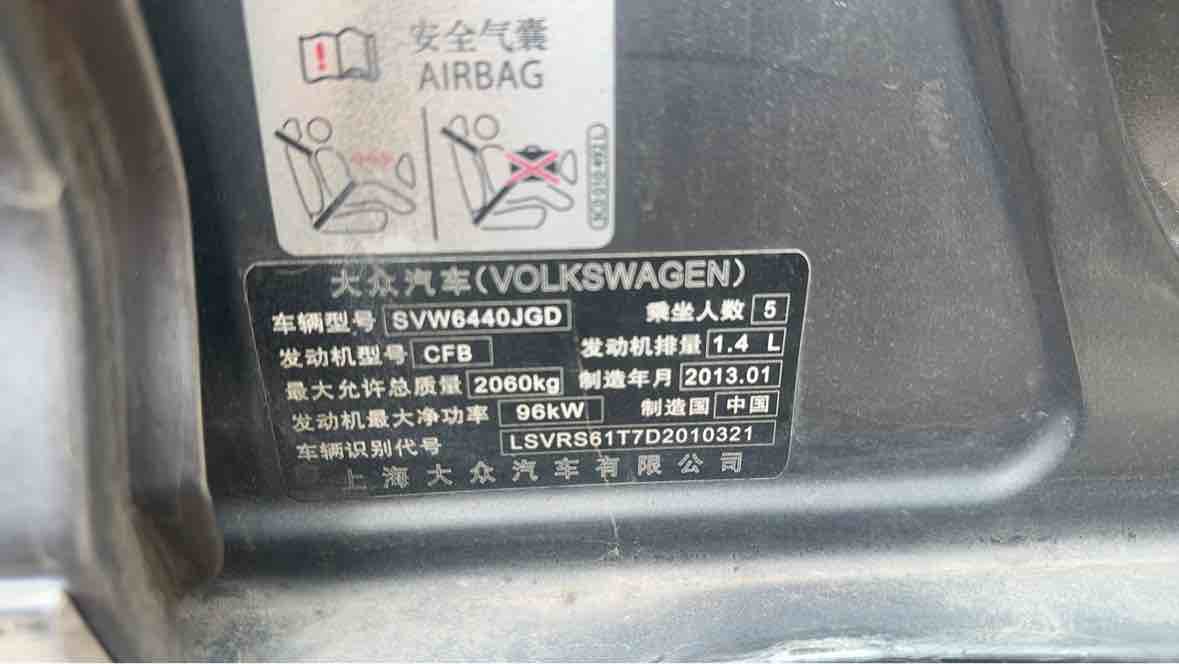 安全气囊
AIRBAG
大众汽车(VOLKSWAGEN)
车辆型号 SVW6440JGD 乘坐人数 5
发动机型号 CFB 发动机排量 1.4 L
最大允许总质量 2060kg 制造年月 2013.01
发动机最大净功率 96kW 制造国 中国
车辆识别代号 LSVRS61T7D2010321
上海大众汽车有限公司